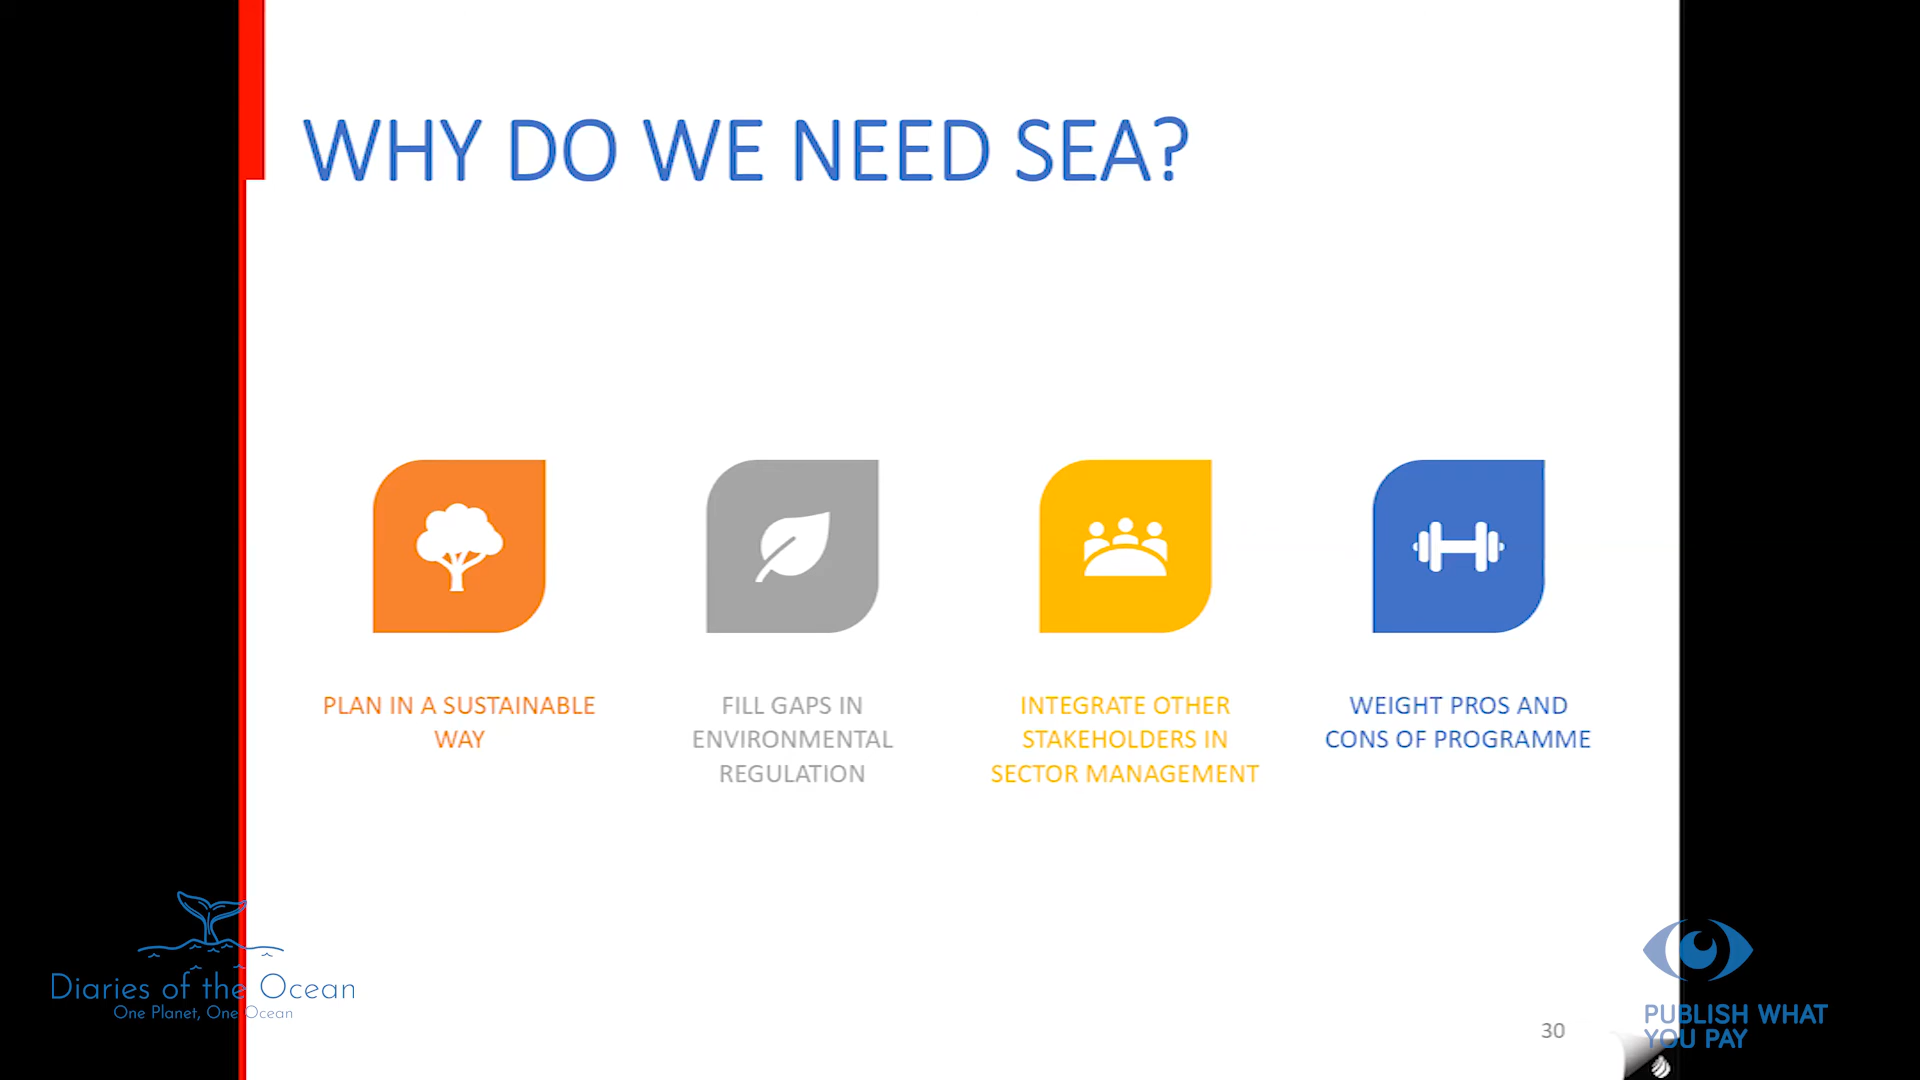 WHY DO WE NEED SEA?
PLAN IN A SUSTAINABLE
WAY
FILL GAPS IN
ENVIRONMENTAL
REGULATION
INTEGRATE OTHER
STAKEHOLDERS IN
SECTOR MANAGEMENT
WEIGHT PROS AND
CONS OF PROGRAMME
Diaries of the Ocean
One Planet, One Ocean
30
PUBLISH WHAT
YOU PAY